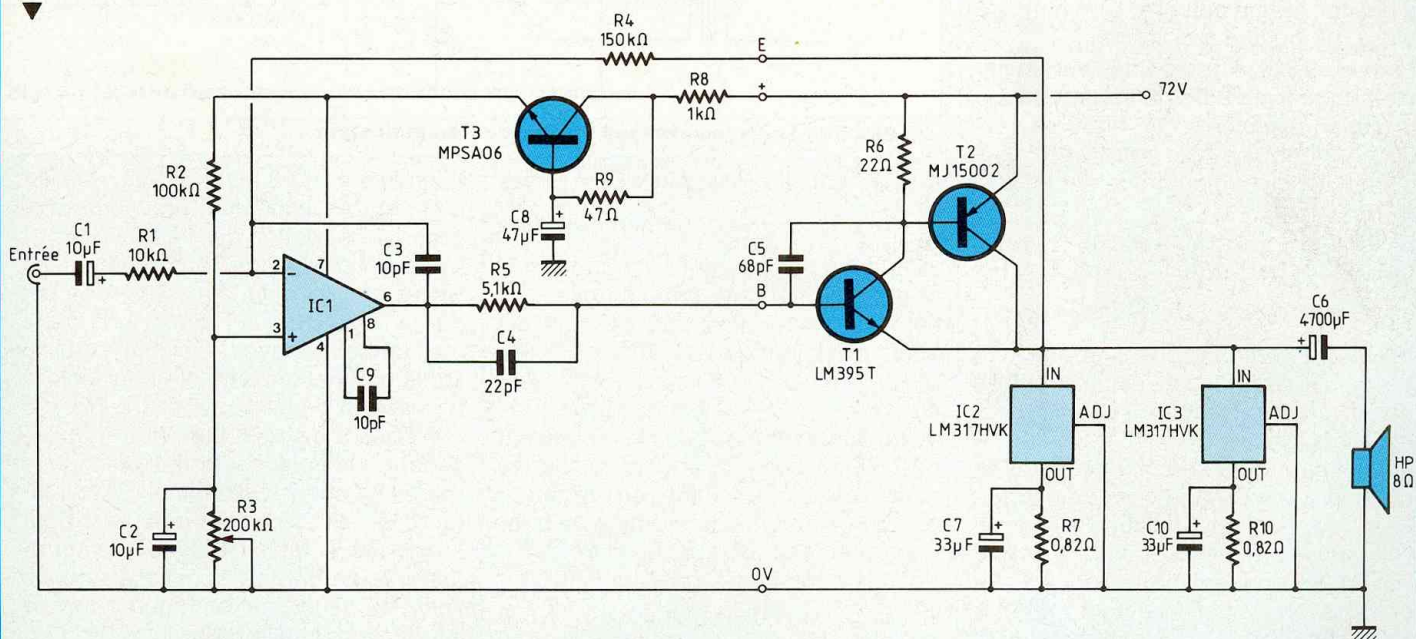 R4
150kΩ
E
R8
1kΩ
+
72V
T3
MPSA06
R6
22Ω
T2
MJ15002
R2
100kΩ
R9
47Ω
C8
47µF
+
C1
10µF
+
R1
10kΩ
Entrée
C3
10pF
C5
68pF
2
−
7
IC1
6
3
+
4
1
8
R5
5,1kΩ
B
C4
22pF
C9
10pF
T1
LM395T
C6
4700µF
+
IN
IC2
LM317HVK
ADJ
OUT
IN
IC3
LM317HVK
ADJ
OUT
HP
8Ω
C2
10µF
+
R3
200kΩ
C7
33µF
+
R7
0,82Ω
C10
33µF
+
R10
0,82Ω
0V